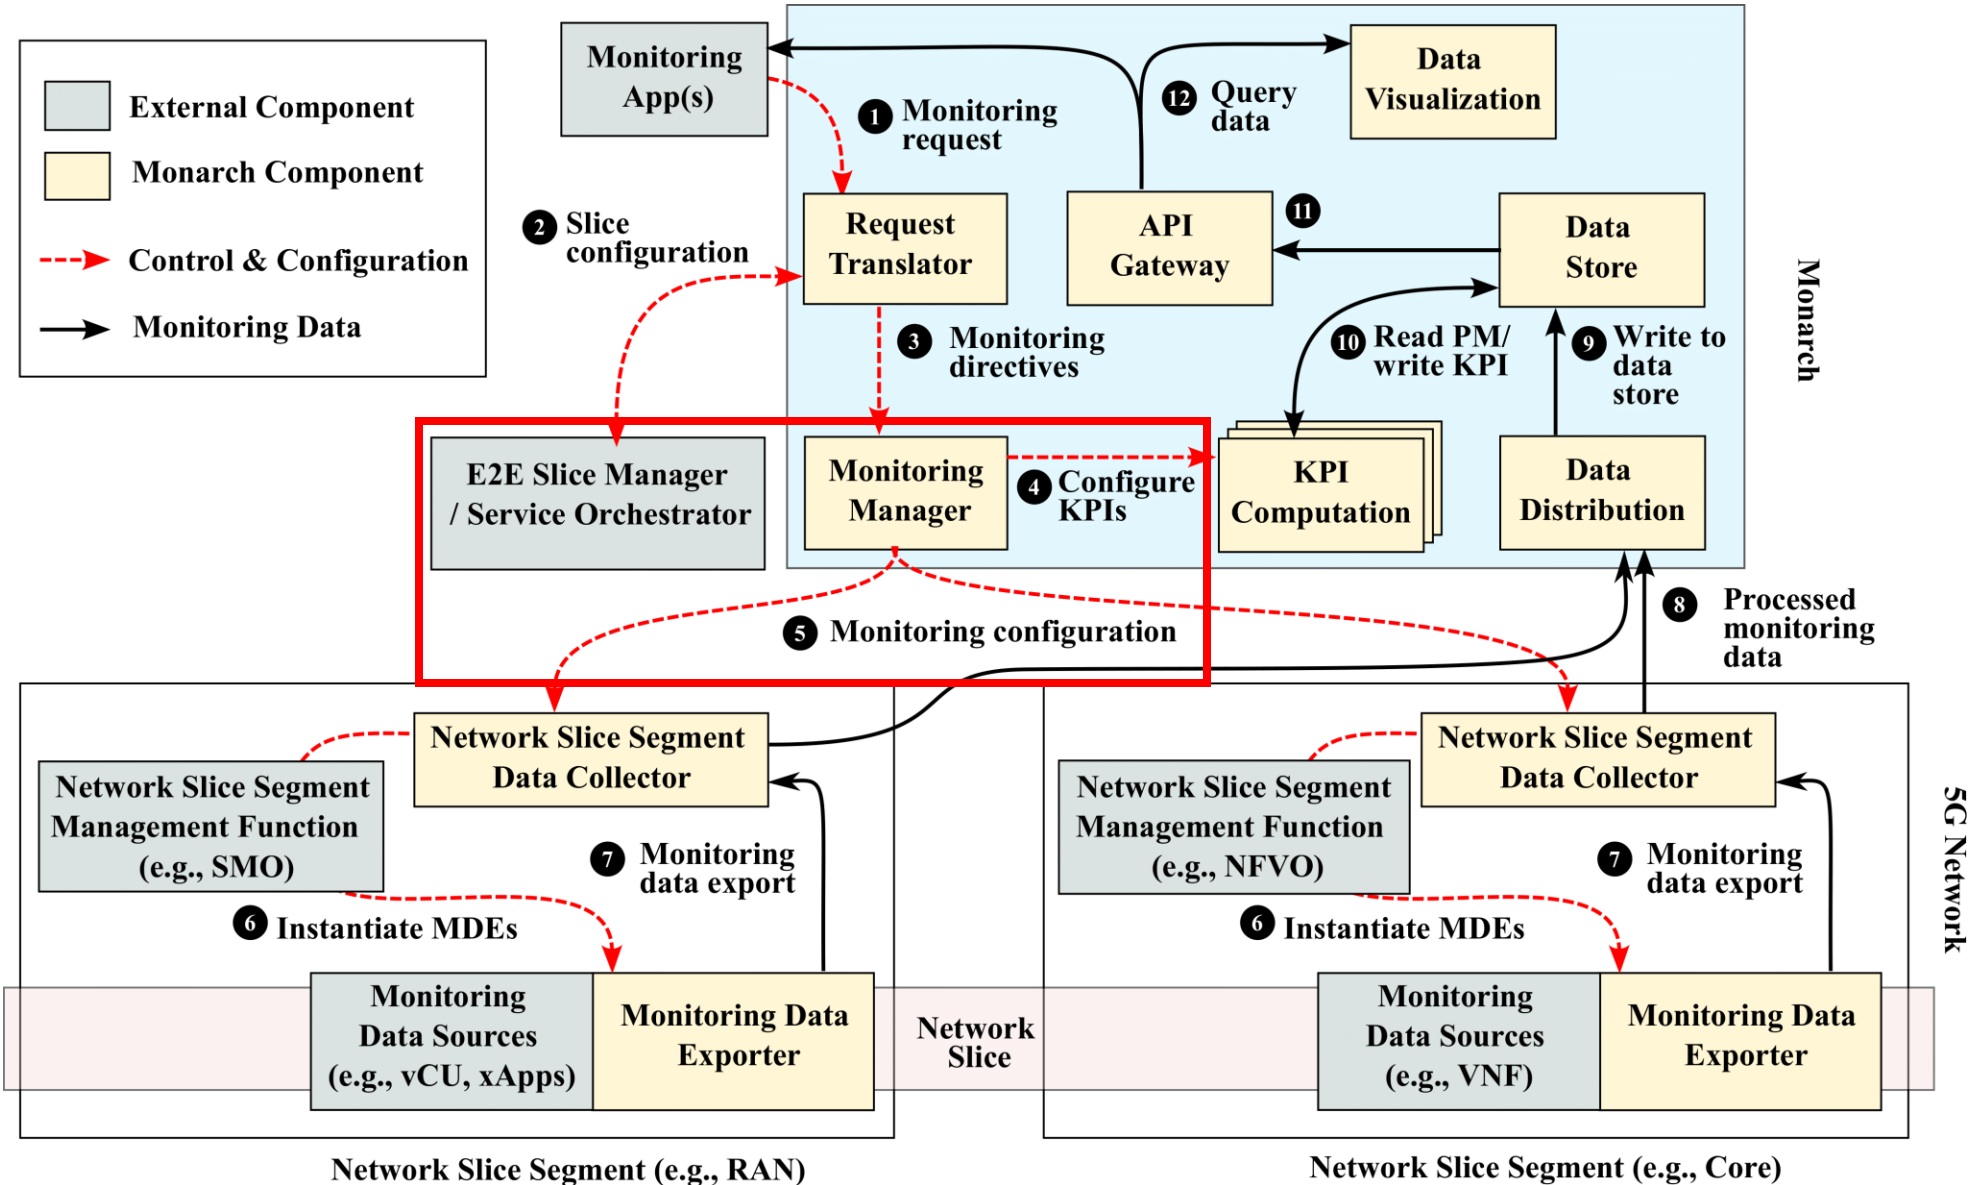 External Component
Monarch Component
Control & Configuration
Monitoring Data
Monitoring
App(s)
1 Monitoring
request
12 Query
data
Data
Visualization
2 Slice
configuration
Request
Translator
API
Gateway
11
Data
Store
Monarch
3 Monitoring
directives
10 Read PM/
write KPI
9 Write to
data
store
E2E Slice Manager
/ Service Orchestrator
Monitoring
Manager
4 Configure
KPIs
KPI
Computation
Data
Distribution
5 Monitoring configuration
8 Processed
monitoring
data
Network Slice Segment
Data Collector
Network Slice Segment
Management Function
(e.g., SMO)
7 Monitoring
data export
6 Instantiate MDEs
Monitoring
Data Sources
(e.g., vCU, xApps)
Monitoring Data
Exporter
Network
Slice
Network Slice Segment
Data Collector
Network Slice Segment
Management Function
(e.g., NFVO)
7 Monitoring
data export
6 Instantiate MDEs
Monitoring
Data Sources
(e.g., VNF)
Monitoring Data
Exporter
5G Network
Network Slice Segment (e.g., RAN)
Network Slice Segment (e.g., Core)